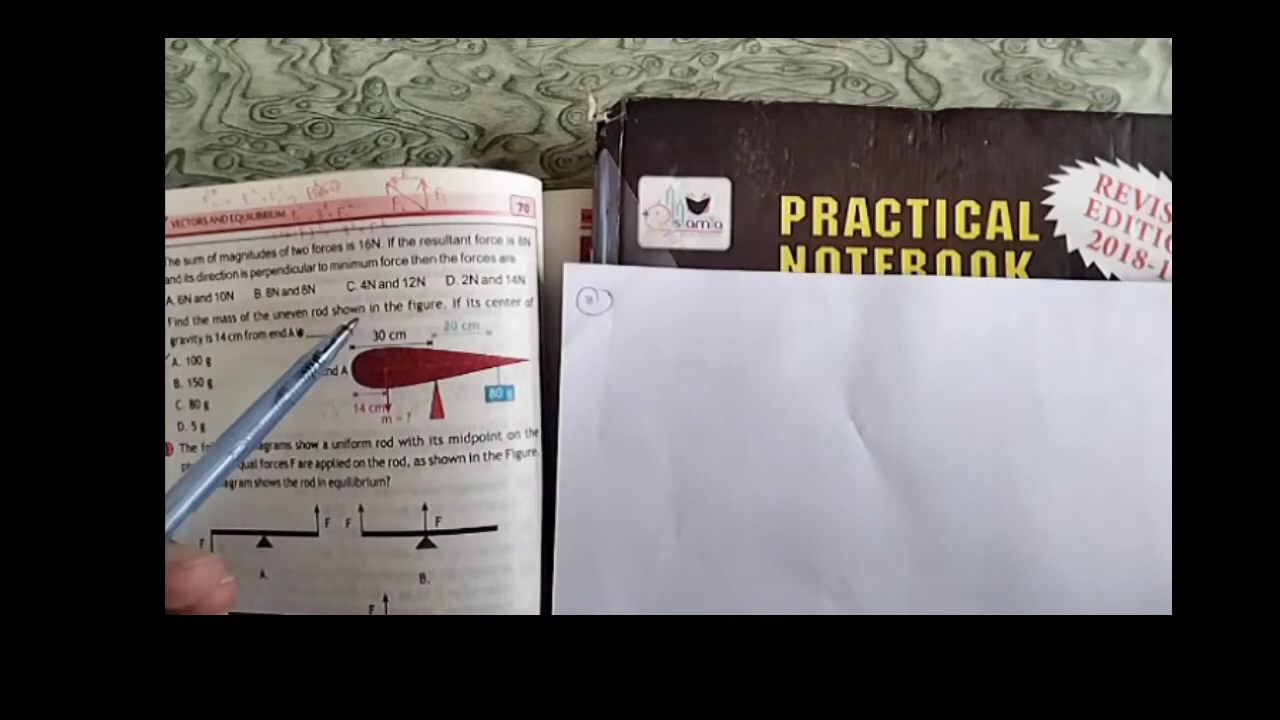 VECTORS AND EQUILIBRIUM
70
The sum of magnitudes of two forces is 16N. If the resultant force is 8N
and its direction is perpendicular to minimum force then the forces are
A. 6N and 10N B. 8N and 8N C. 4N and 12N D. 2N and 14N
Find the mass of the uneven rod shown in the figure. If its center of
gravity is 14 cm from end A
30 cm
20 cm
A. 100 g
B. 150 g
C. 80 g
D. 5 g
end A
80 g
14 cm
m = ?
The agrams show a uniform rod with its midpoint on the
qual forces F are applied on the rod, as shown in the Figure.
agram shows the rod in equilibrium?
F F F
F
A.
B.
F
PRACTICAL
NOTEBOOK
REVIS
EDITIO
2018-1